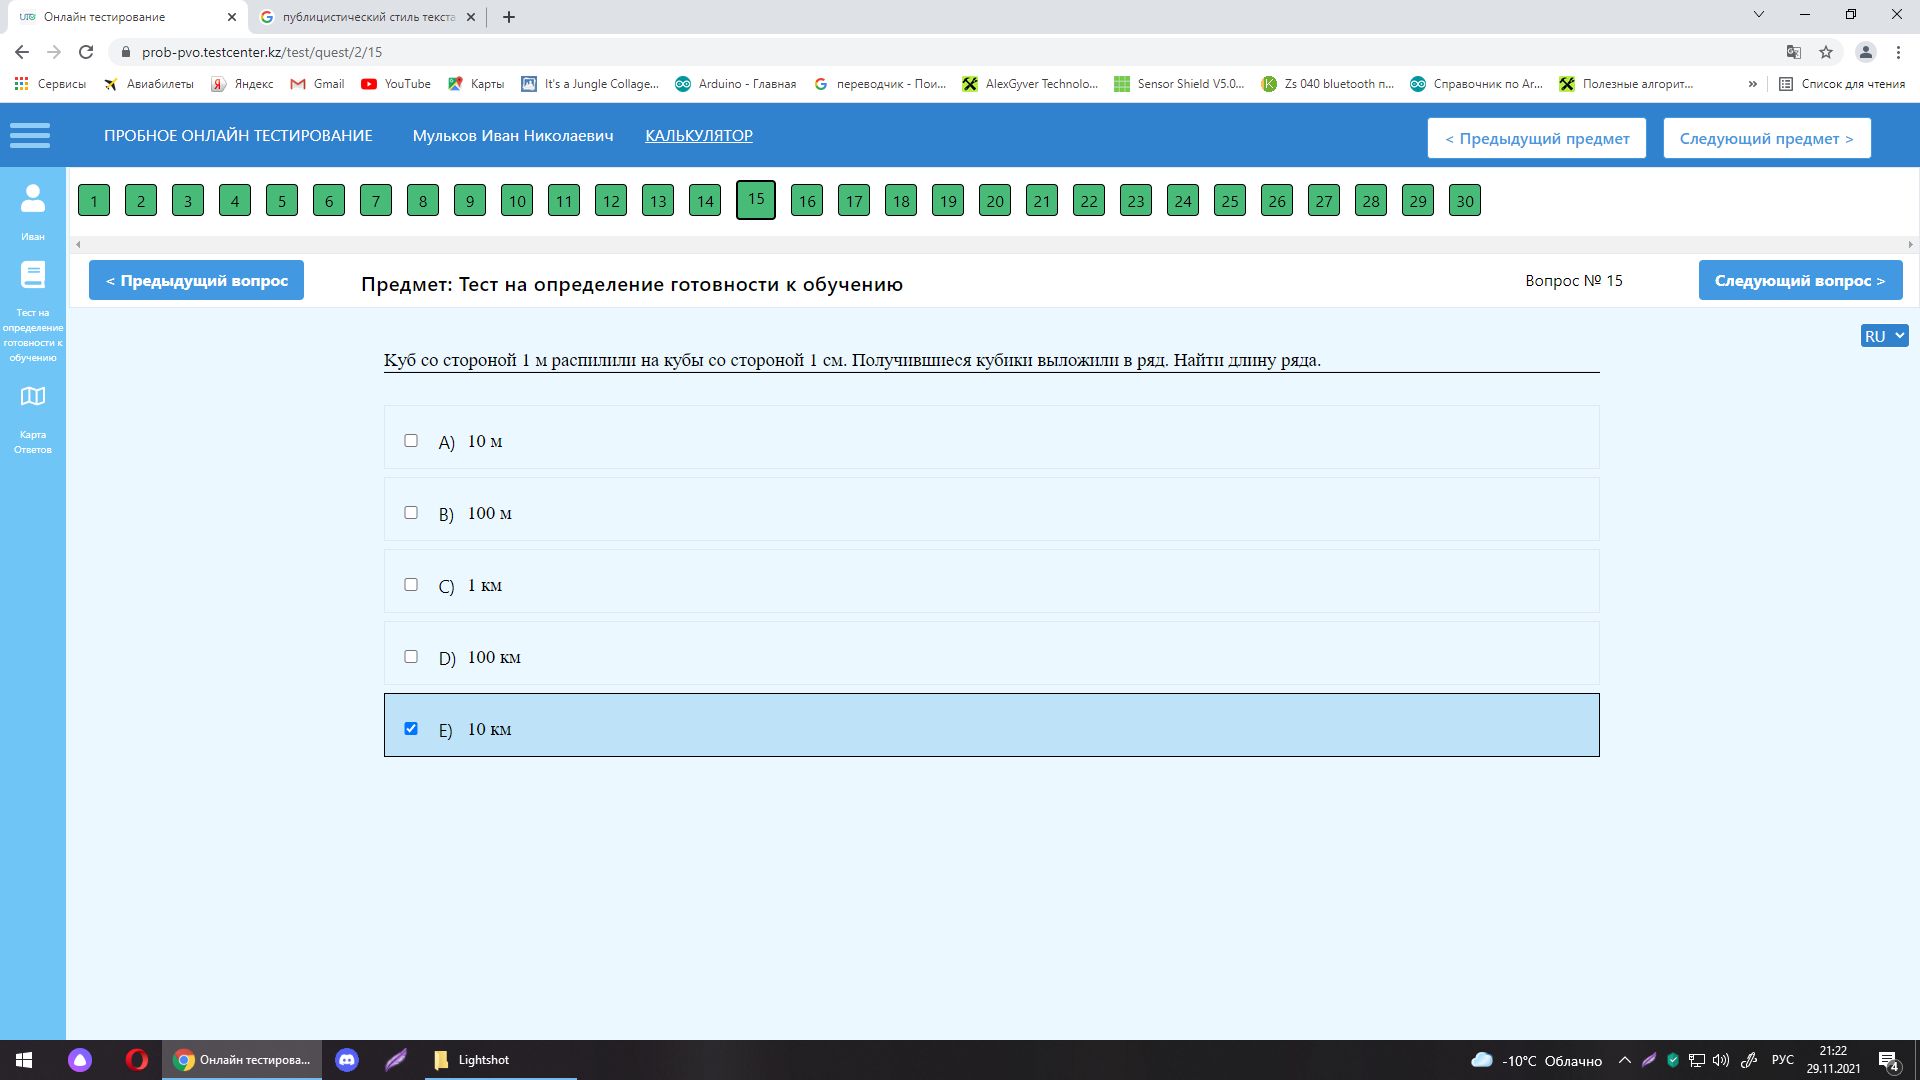 Онлайн тестирование
публицистический стиль текста
prob-pvo.testcenter.kz/test/quest/2/15
Сервисы Авиабилеты Яндекс Gmail YouTube Карты It's a Jungle Collage... Arduino - Главная переводчик - Пои... AlexGyver Technolo... Sensor Shield V5.0... Zs 040 bluetooth п... Справочник по Ar... Полезные алгорит... » Список для чтения
ПРОБНОЕ ОНЛАЙН ТЕСТИРОВАНИЕ Мульков Иван Николаевич КАЛЬКУЛЯТОР < Предыдущий предмет Следующий предмет >
1 2 3 4 5 6 7 8 9 10 11 12 13 14 15 16 17 18 19 20 21 22 23 24 25 26 27 28 29 30
Иван
Тест на
определение
готовности к
обучению
Карта
Ответов
< Предыдущий вопрос Предмет: Тест на определение готовности к обучению Вопрос № 15 Следующий вопрос >
RU
Куб со стороной 1 м распилили на кубы со стороной 1 см. Получившиеся кубики выложили в ряд. Найти длину ряда.
A) 10 м
B) 100 м
C) 1 км
D) 100 км
E) 10 км
Онлайн тестирова... Lightshot -10°C Облачно РУС 21:22
29.11.2021
4